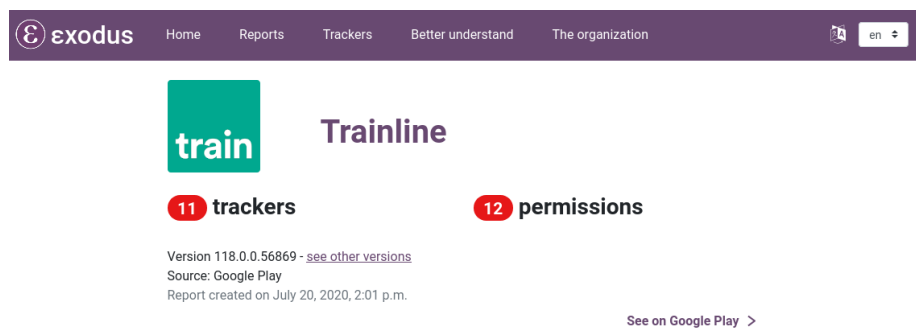 εxodus Home Reports Trackers Better understand The organization en
train
Trainline
11 trackers 12 permissions
Version 118.0.0.56869 - see other versions
Source: Google Play
Report created on July 20, 2020, 2:01 p.m.
See on Google Play